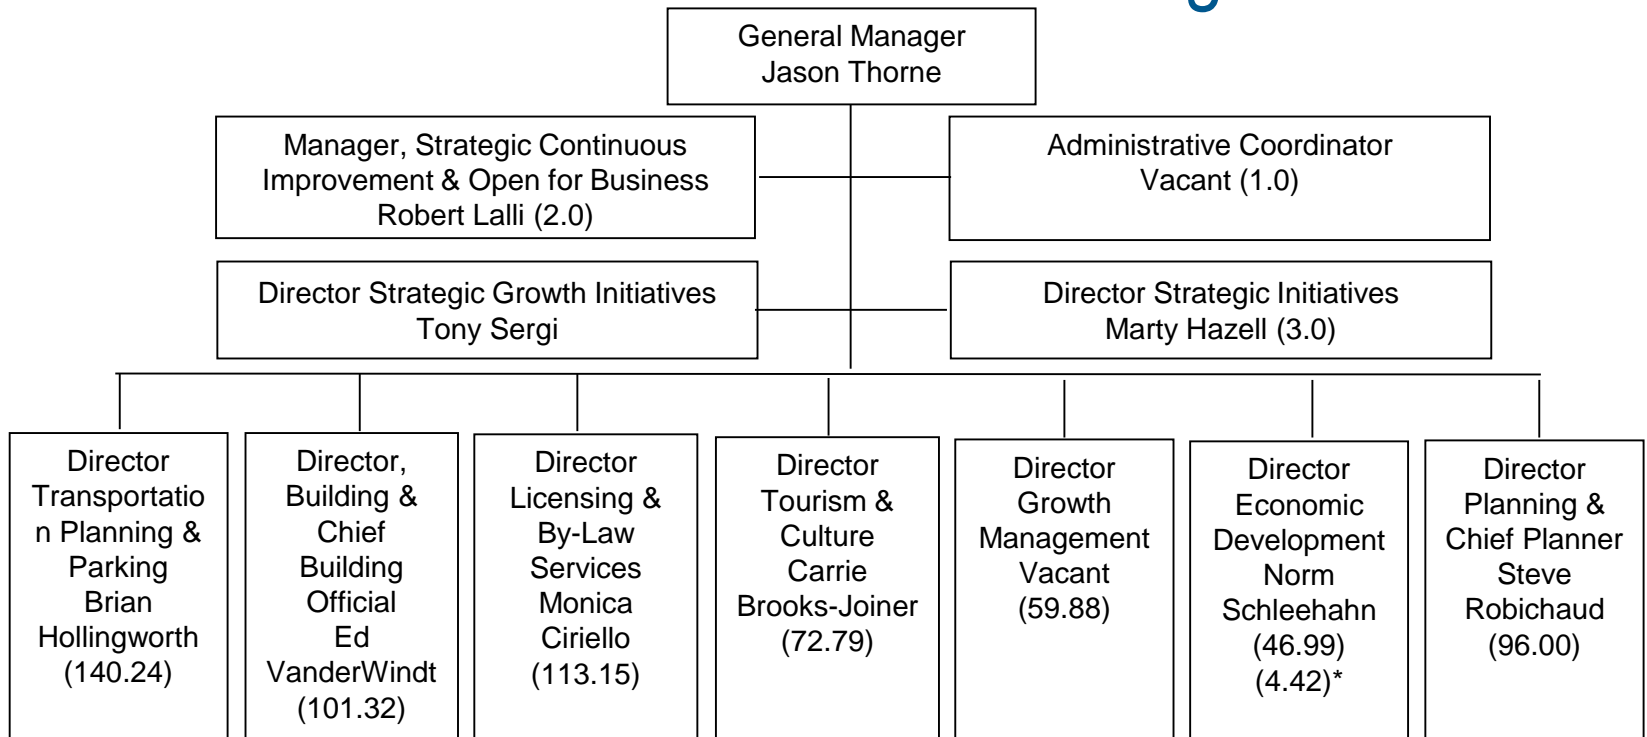 General Manager
Jason Thorne
Manager, Strategic Continuous
Improvement & Open for Business
Robert Lalli (2.0)
Administrative Coordinator
Vacant (1.0)
Director Strategic Growth Initiatives
Tony Sergi
Director Strategic Initiatives
Marty Hazell (3.0)
Director
Transportatio
n Planning &
Parking
Brian
Hollingworth
(140.24)
Director,
Building &
Chief
Building
Official
Ed
VanderWindt
(101.32)
Director
Licensing &
By-Law
Services
Monica
Ciriello
(113.15)
Director
Tourism &
Culture
Carrie
Brooks-Joiner
(72.79)
Director
Growth
Management
Vacant
(59.88)
Director
Economic
Development
Norm
Schleehahn
(46.99)
(4.42)*
Director
Planning &
Chief Planner
Steve
Robichaud
(96.00)